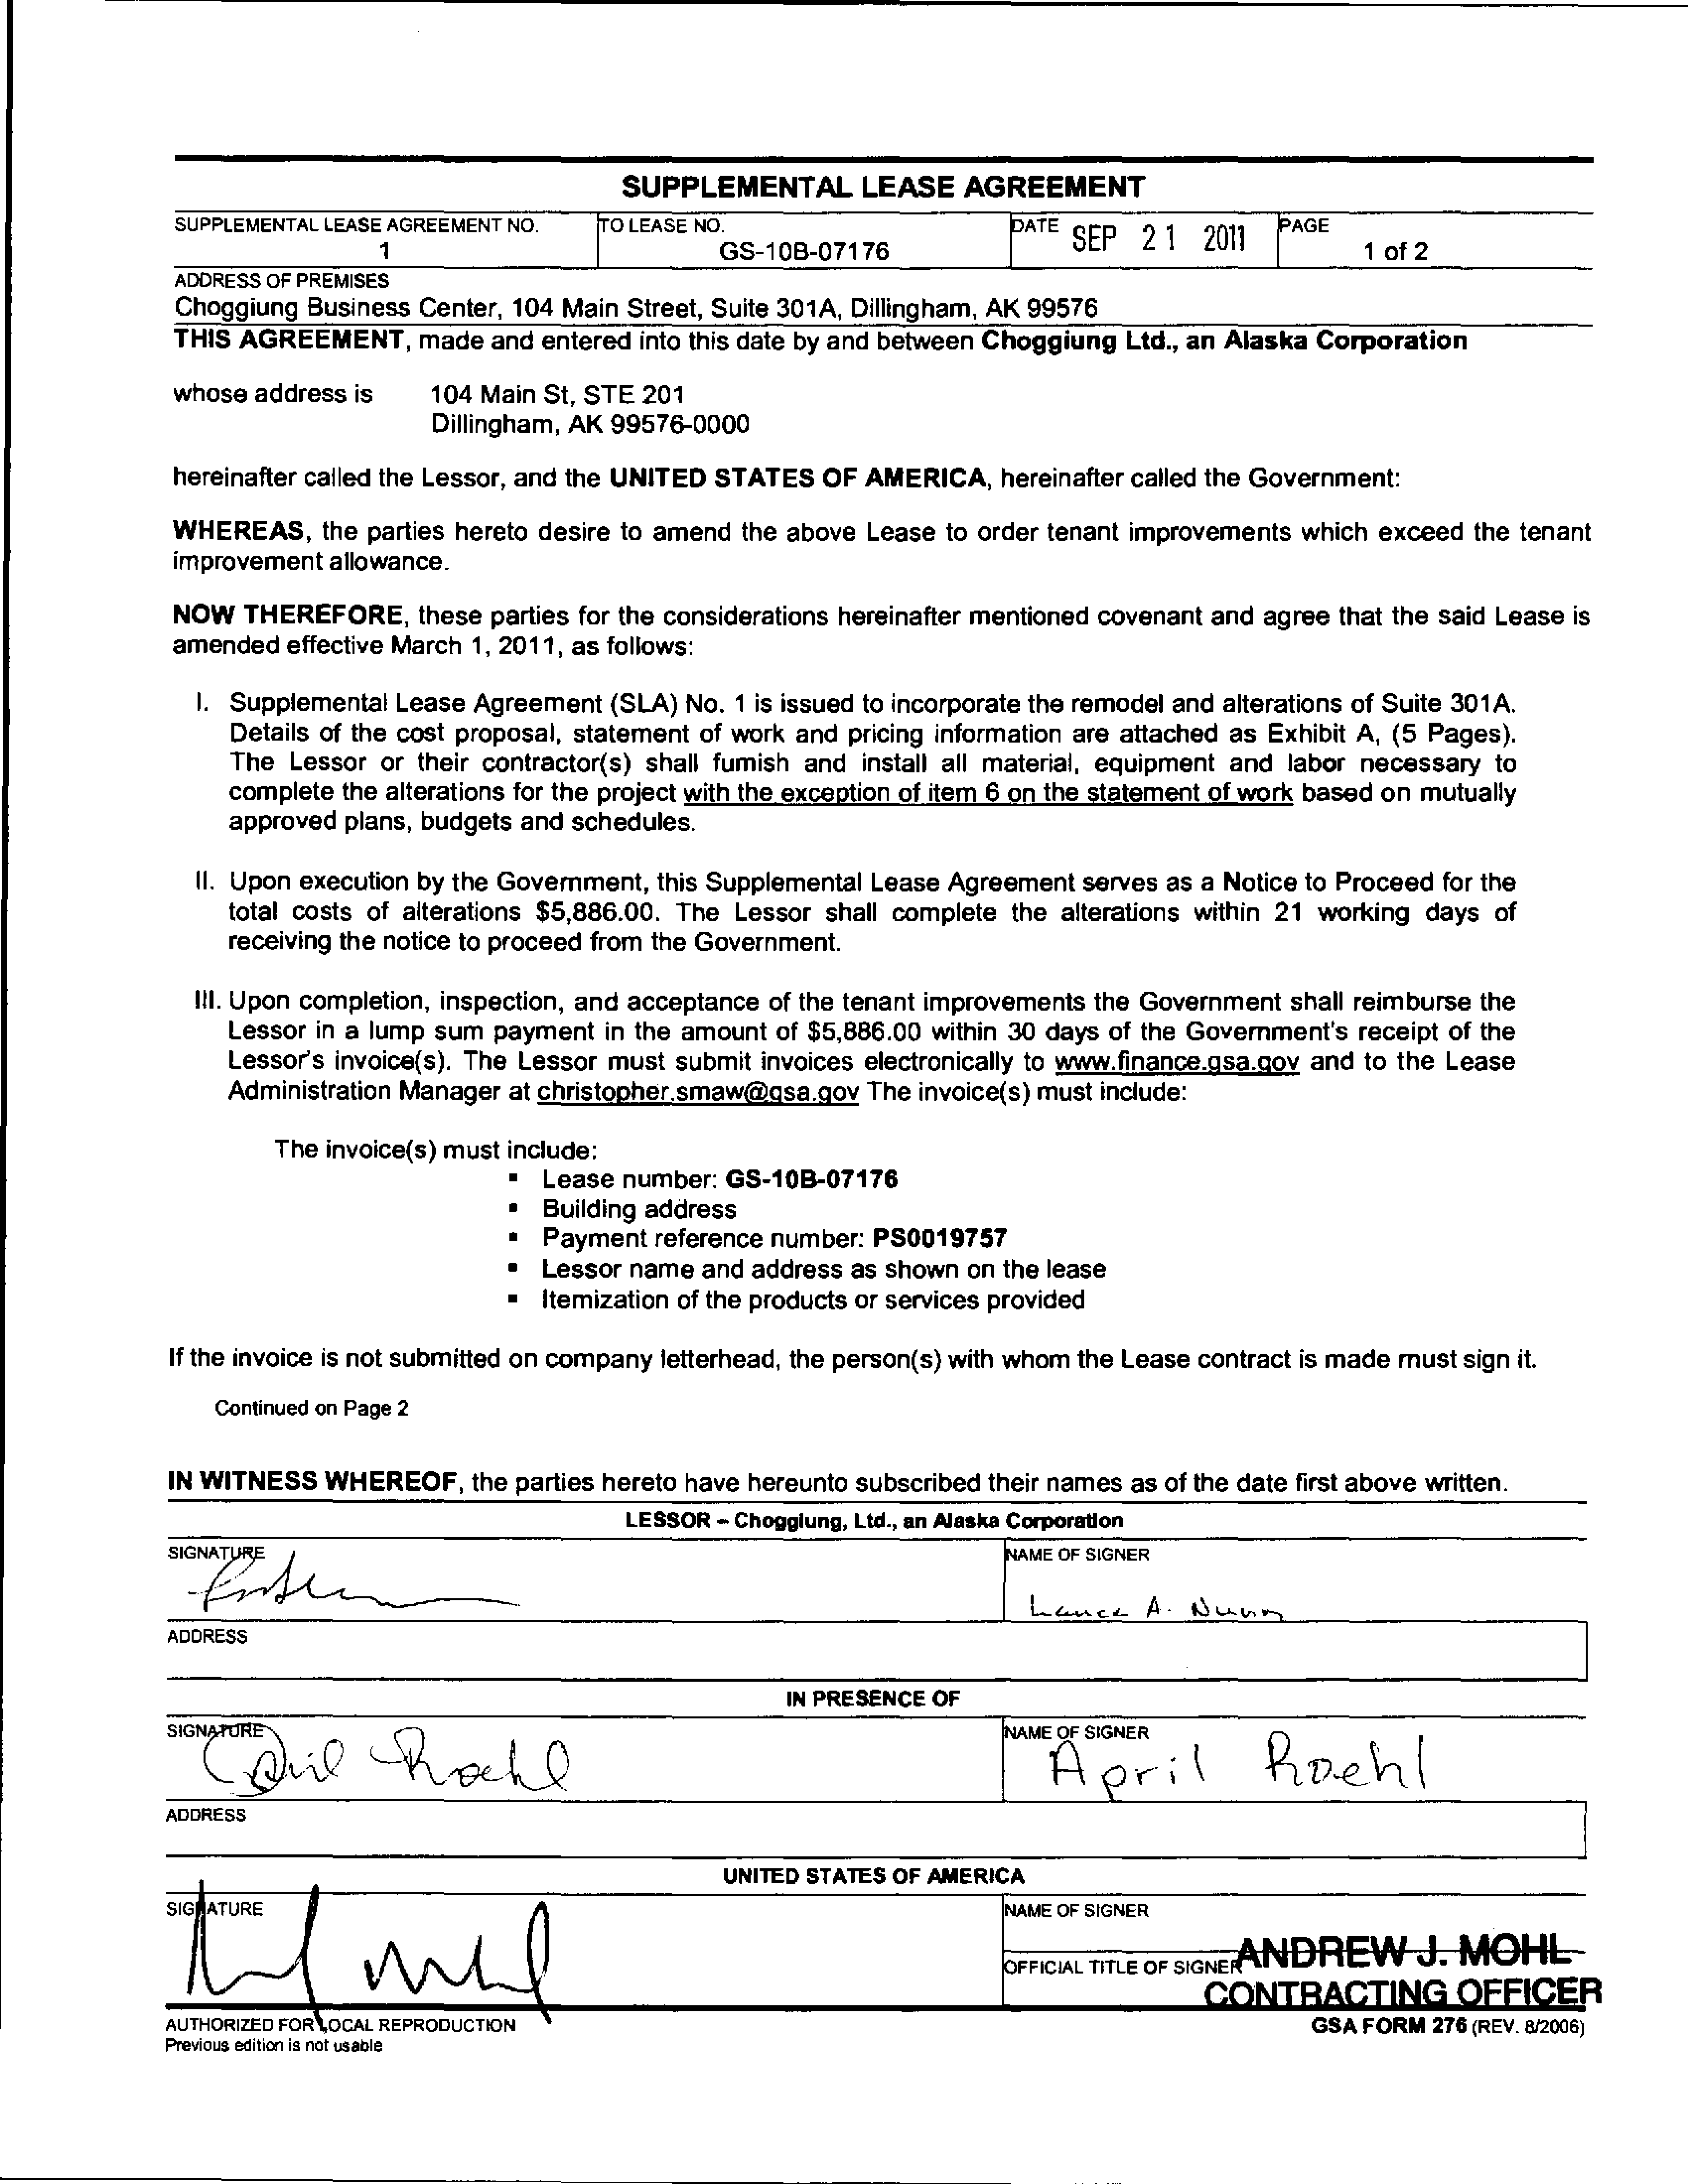 SUPPLEMENTAL LEASE AGREEMENT
SUPPLEMENTAL LEASE AGREEMENT NO. TO LEASE NO. DATE SEP 21 2011 PAGE
1 GS-10B-07176 1 of 2
ADDRESS OF PREMISES
Choggiung Business Center, 104 Main Street, Suite 301A, Dillingham, AK 99576
THIS AGREEMENT, made and entered into this date by and between Choggiung Ltd., an Alaska Corporation
whose address is 104 Main St, STE 201
Dillingham, AK 99576-0000
hereinafter called the Lessor, and the UNITED STATES OF AMERICA, hereinafter called the Government:
WHEREAS, the parties hereto desire to amend the above Lease to order tenant improvements which exceed the tenant
improvement allowance.
NOW THEREFORE, these parties for the considerations hereinafter mentioned covenant and agree that the said Lease is
amended effective March 1, 2011, as follows:
I. Supplemental Lease Agreement (SLA) No. 1 is issued to incorporate the remodel and alterations of Suite 301A.
Details of the cost proposal, statement of work and pricing information are attached as Exhibit A, (5 Pages).
The Lessor or their contractor(s) shall furnish and install all material, equipment and labor necessary to
complete the alterations for the project with the exception of item 6 on the statement of work based on mutually
approved plans, budgets and schedules.
II. Upon execution by the Government, this Supplemental Lease Agreement serves as a Notice to Proceed for the
total costs of alterations $5,886.00. The Lessor shall complete the alterations within 21 working days of
receiving the notice to proceed from the Government.
III. Upon completion, inspection, and acceptance of the tenant improvements the Government shall reimburse the
Lessor in a lump sum payment in the amount of $5,886.00 within 30 days of the Government's receipt of the
Lessor's invoice(s). The Lessor must submit invoices electronically to www.finance.gsa.gov and to the Lease
Administration Manager at christopher.smaw@gsa.gov The invoice(s) must include:
The invoice(s) must include:
▪ Lease number: GS-10B-07176
▪ Building address
▪ Payment reference number: PS0019757
▪ Lessor name and address as shown on the lease
▪ Itemization of the products or services provided
If the invoice is not submitted on company letterhead, the person(s) with whom the Lease contract is made must sign it.
Continued on Page 2
IN WITNESS WHEREOF, the parties hereto have hereunto subscribed their names as of the date first above written.
LESSOR – Choggiung, Ltd., an Alaska Corporation
SIGNATURE NAME OF SIGNER
Lance A. Nunn
ADDRESS
IN PRESENCE OF
SIGNATURE NAME OF SIGNER
April Roehl April Roehl
ADDRESS
UNITED STATES OF AMERICA
SIGNATURE NAME OF SIGNER
ANDREW J. MOHL
OFFICIAL TITLE OF SIGNER
CONTRACTING OFFICER
AUTHORIZED FOR LOCAL REPRODUCTION GSA FORM 276 (REV. 8/2006)
Previous edition is not usable